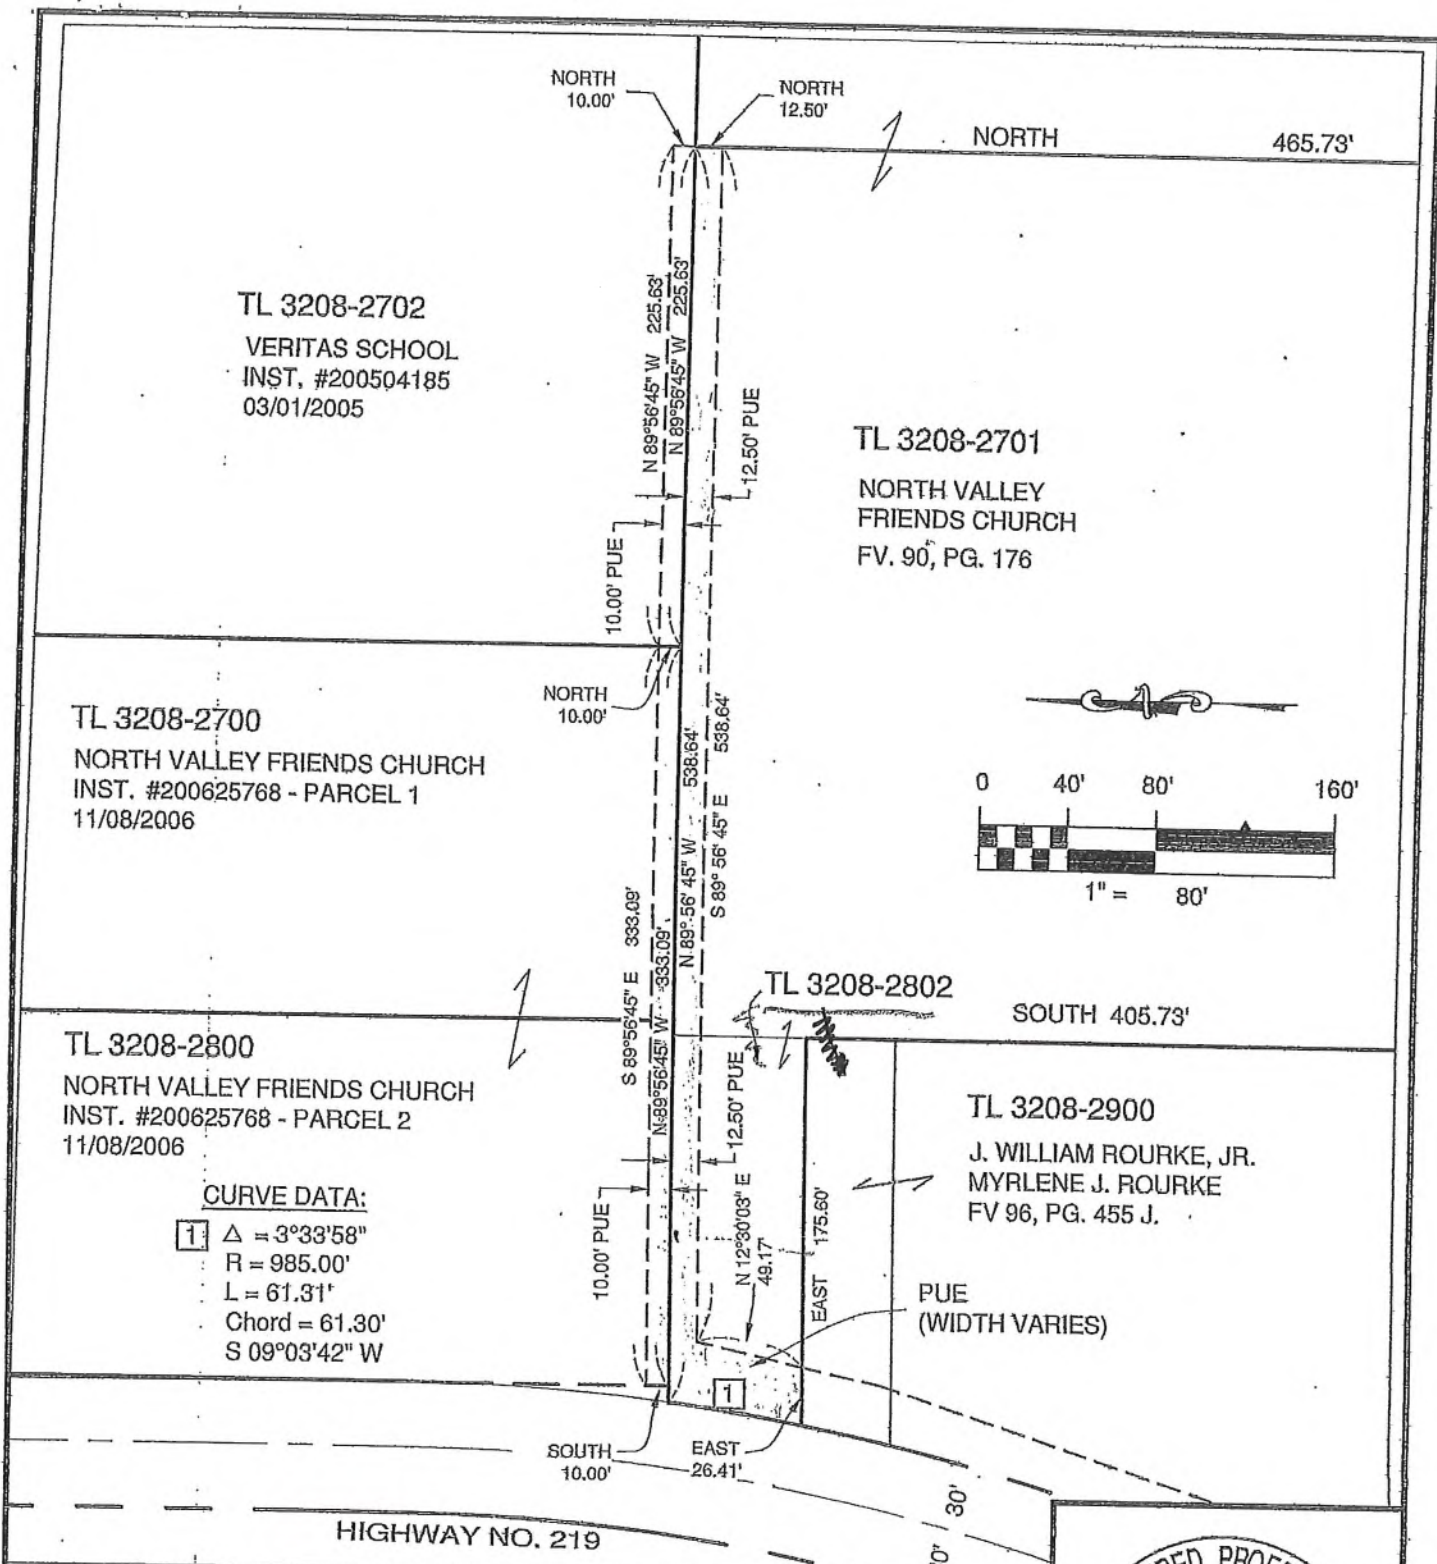 NORTH
10.00'
NORTH
12.50'
NORTH 465.73'
TL 3208-2702
VERITAS SCHOOL
INST. #200504185
03/01/2005
N 89°56'45" W 225.63'
N 89°56'45" W 225.63'
12.50' PUE
10.00' PUE
TL 3208-2701
NORTH VALLEY
FRIENDS CHURCH
FV. 90, PG. 176
NORTH
10.00'
TL 3208-2700
NORTH VALLEY FRIENDS CHURCH
INST. #200625768 - PARCEL 1
11/08/2006
S 89°56'45" E 333.09'
N 89°56'45" W 333.09'
N 89° 56' 45" W 538.64'
S 89° 56' 45" E 538.64'
0 40' 80' 160'
1" = 80'
TL 3208-2802
SOUTH 405.73'
TL 3208-2800
NORTH VALLEY FRIENDS CHURCH
INST. #200625768 - PARCEL 2
11/08/2006
CURVE DATA:
1 Δ = 3°33'58"
R = 985.00'
L = 61.31'
Chord = 61.30'
S 09°03'42" W
10.00' PUE
12.50' PUE
N 12°30'03" E
49.17'
EAST 175.60'
TL 3208-2900
J. WILLIAM ROURKE, JR.
MYRLENE J. ROURKE
FV 96, PG. 455 J.
PUE
(WIDTH VARIES)
1
SOUTH
10.00'
EAST
26.41'
30'
HIGHWAY NO. 219